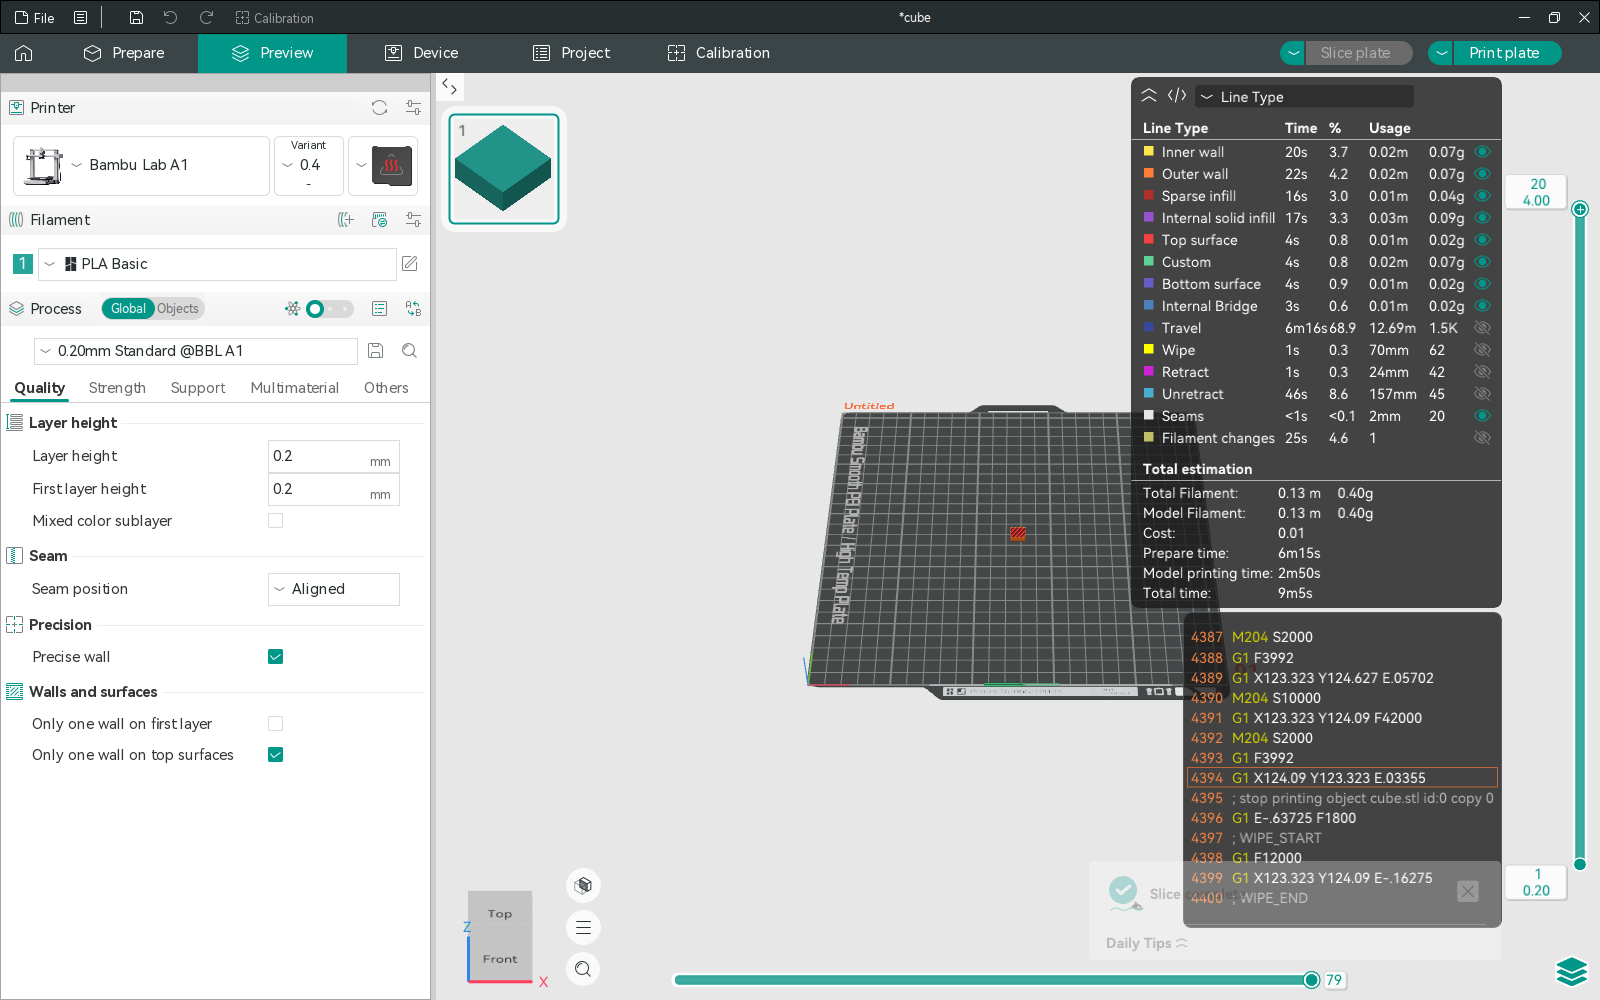 File
Calibration
*cube
Prepare
Preview
Device
Project
Calibration
Slice plate
Print plate
Printer
Bambu Lab A1
Variant
0.4
-
Filament
1
PLA Basic
Process
Global
Objects
0.20mm Standard @BBL A1
Quality
Strength
Support
Multimaterial
Others
Layer height
Layer height
0.2
mm
First layer height
0.2
mm
Mixed color sublayer
Seam
Seam position
Aligned
Precision
Precise wall
Walls and surfaces
Only one wall on first layer
Only one wall on top surfaces
1
Untitled
Bambu Smooth PEI Plate / High Temp Plate
Line Type
Line Type Time % Usage
Inner wall 20s 3.7 0.02m 0.07g
Outer wall 22s 4.2 0.02m 0.07g
Sparse infill 16s 3.0 0.01m 0.04g
Internal solid infill 17s 3.3 0.03m 0.09g
Top surface 4s 0.8 0.01m 0.02g
Custom 4s 0.8 0.02m 0.07g
Bottom surface 4s 0.9 0.01m 0.02g
Internal Bridge 3s 0.6 0.01m 0.02g
Travel 6m16s 68.9 12.69m 1.5K
Wipe 1s 0.3 70mm 62
Retract 1s 0.3 24mm 42
Unretract 46s 8.6 157mm 45
Seams <1s <0.1 2mm 20
Filament changes 25s 4.6 1
Total estimation
Total Filament: 0.13 m 0.40g
Model Filament: 0.13 m 0.40g
Cost: 0.01
Prepare time: 6m15s
Model printing time: 2m50s
Total time: 9m5s
4387 M204 S2000
4388 G1 F3992
4389 G1 X123.323 Y124.627 E.05702
4390 M204 S10000
4391 G1 X123.323 Y124.09 F42000
4392 M204 S2000
4393 G1 F3992
4394 G1 X124.09 Y123.323 E.03355
4395 ; stop printing object cube.stl id:0 copy 0
4396 G1 E-.63725 F1800
4397 ; WIPE_START
4398 G1 F12000
4399 G1 X123.323 Y124.09 E-.16275
4400 ; WIPE_END
Slice
Daily Tips
20
4.00
1
0.20
79
Top
Front
Z
X